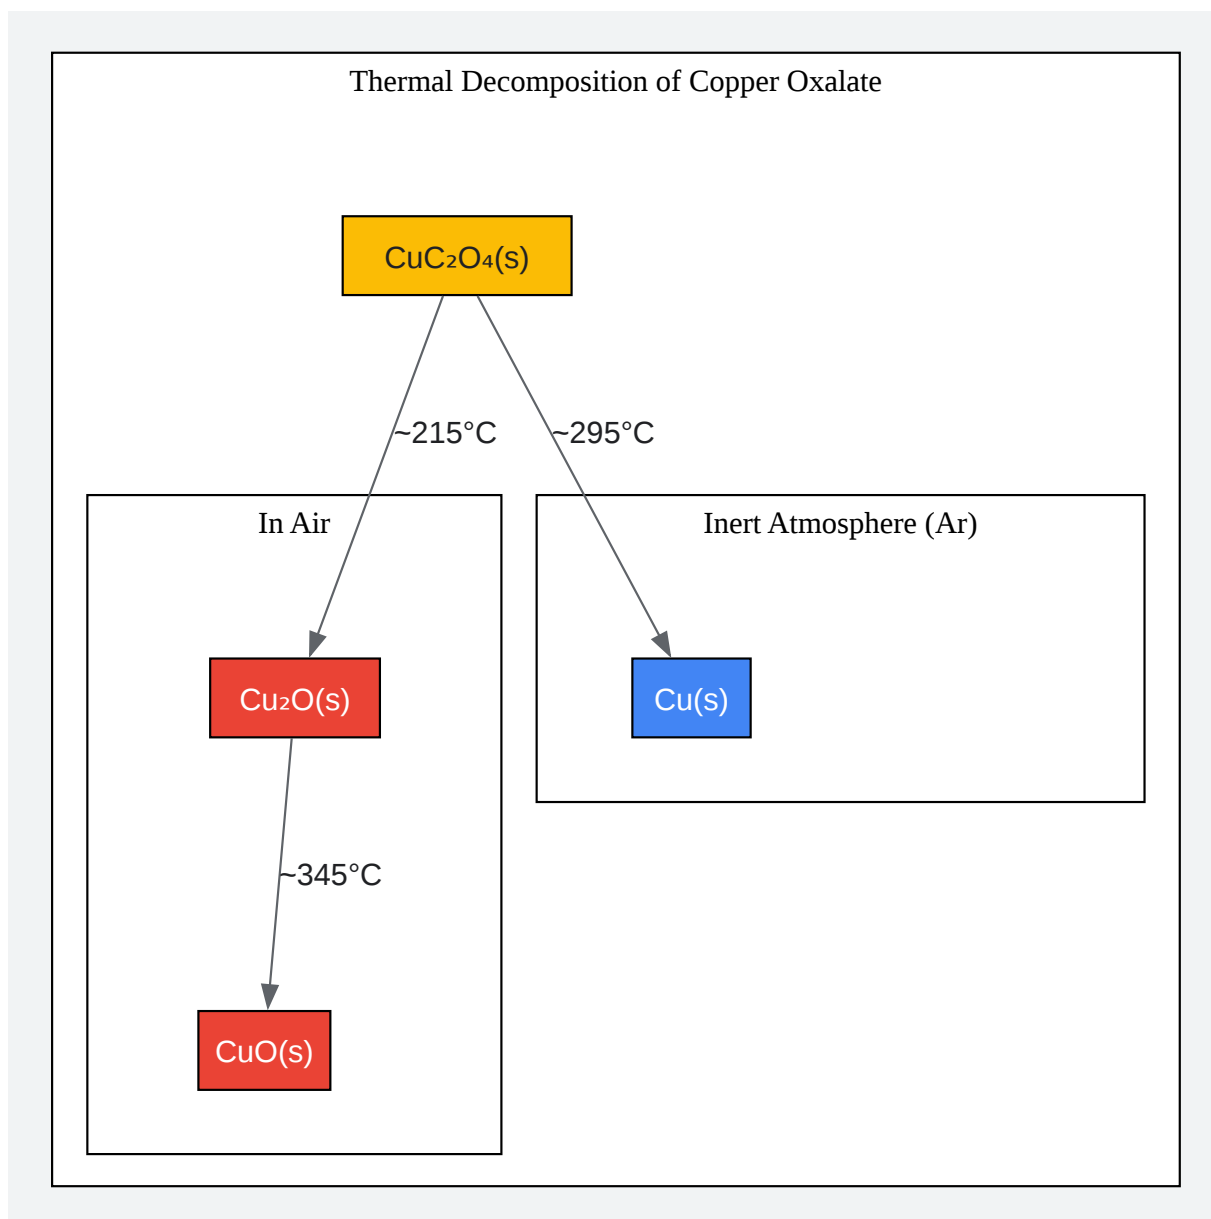 Thermal Decomposition of Copper Oxalate
CuC₂O₄(s)
~215°C
~295°C
In Air
Inert Atmosphere (Ar)
Cu₂O(s)
Cu(s)
~345°C
CuO(s)